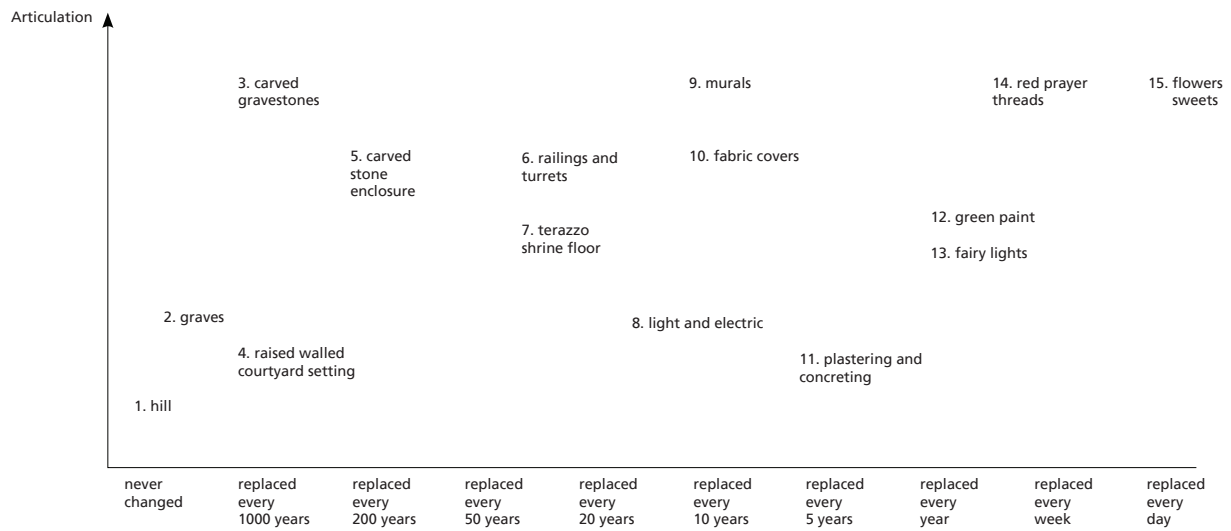 Articulation
3. carved
gravestones
9. murals
14. red prayer
threads
15. flowers
sweets
5. carved
stone
enclosure
6. railings and
turrets
10. fabric covers
7. terazzo
shrine floor
12. green paint
13. fairy lights
2. graves
8. light and electric
4. raised walled
courtyard setting
11. plastering and
concreting
1. hill
never
changed
replaced
every
1000 years
replaced
every
200 years
replaced
every
50 years
replaced
every
20 years
replaced
every
10 years
replaced
every
5 years
replaced
every
year
replaced
every
week
replaced
every
day